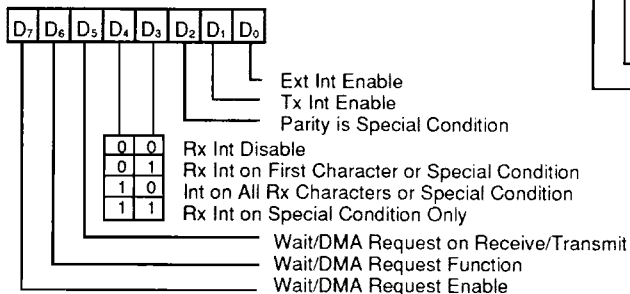 D₇ D₆ D₅ D₄ D₃ D₂ D₁ D₀
Ext Int Enable
Tx Int Enable
Parity is Special Condition
0 0 Rx Int Disable
0 1 Rx Int on First Character or Special Condition
1 0 Int on All Rx Characters or Special Condition
1 1 Rx Int on Special Condition Only
Wait/DMA Request on Receive/Transmit
Wait/DMA Request Function
Wait/DMA Request Enable